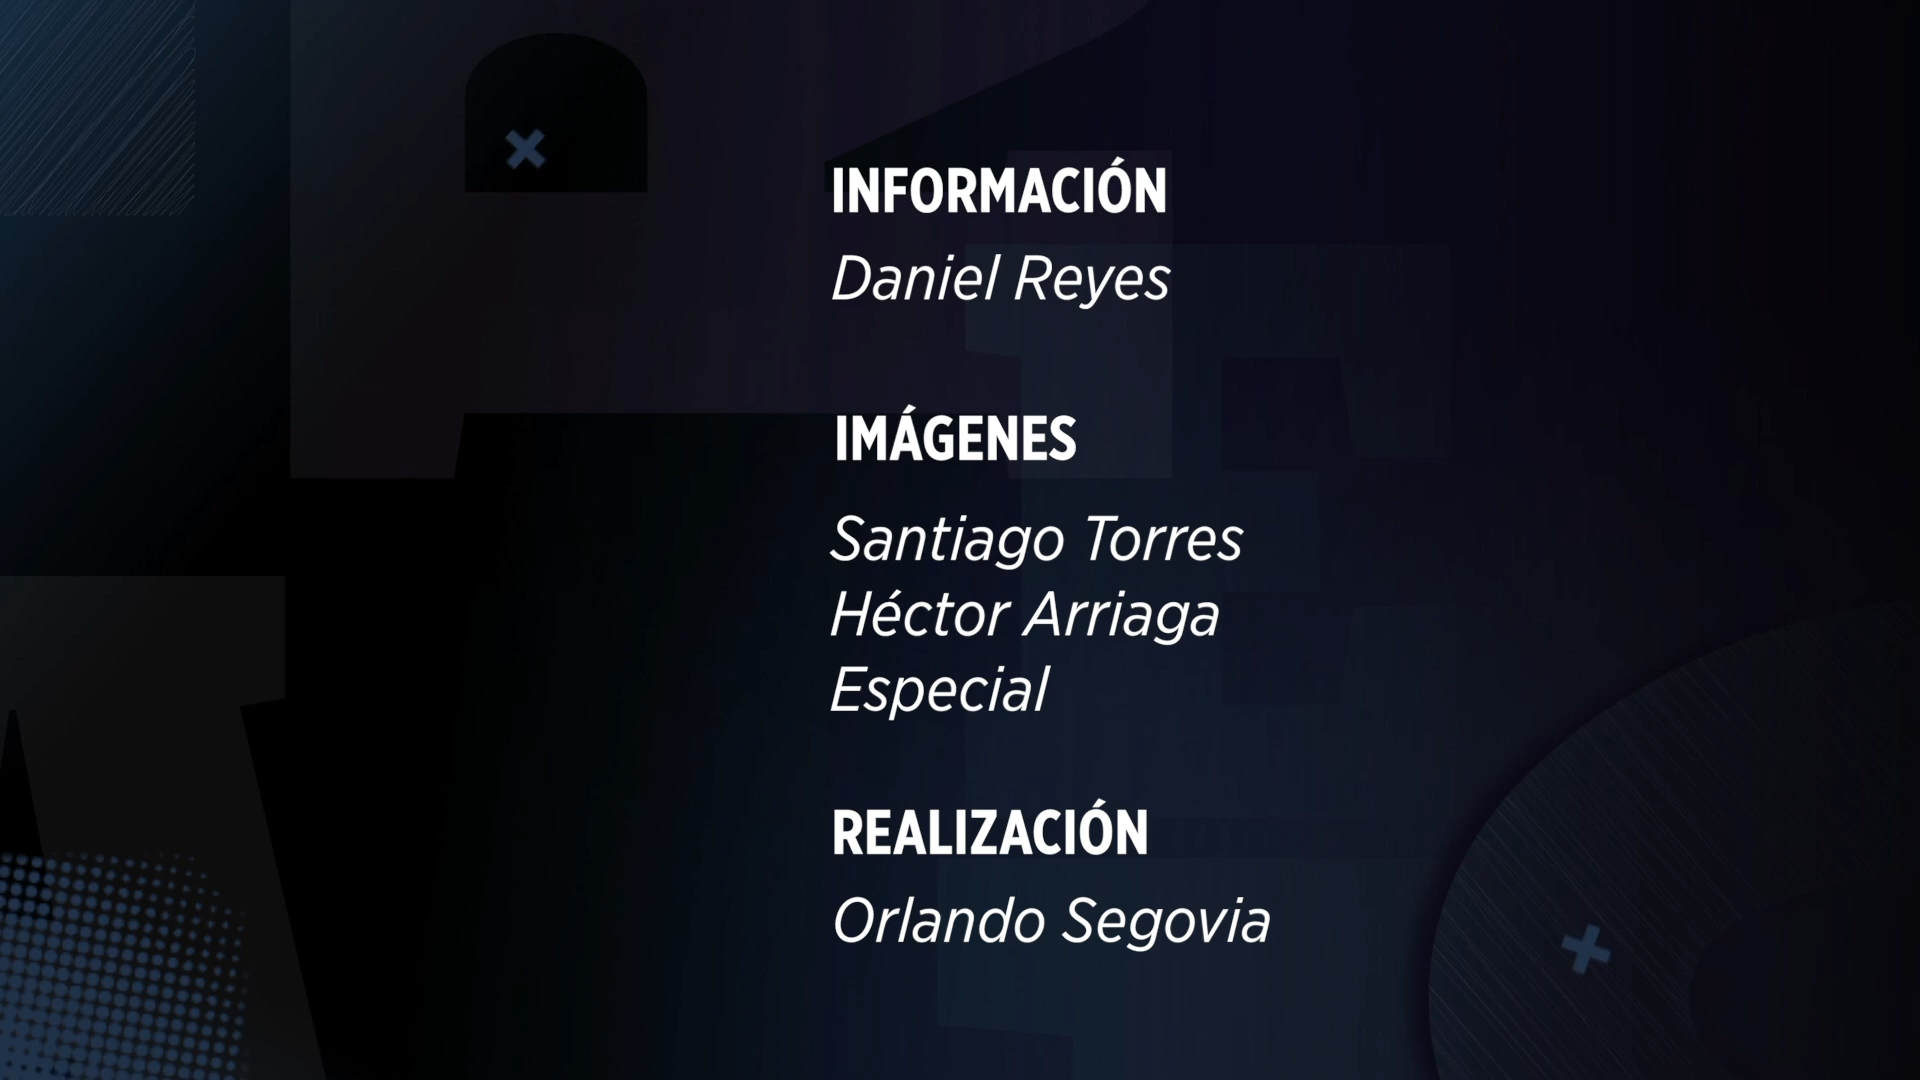 INFORMACIÓN
Daniel Reyes
IMÁGENES
Santiago Torres
Héctor Arriaga
Especial
REALIZACIÓN
Orlando Segovia